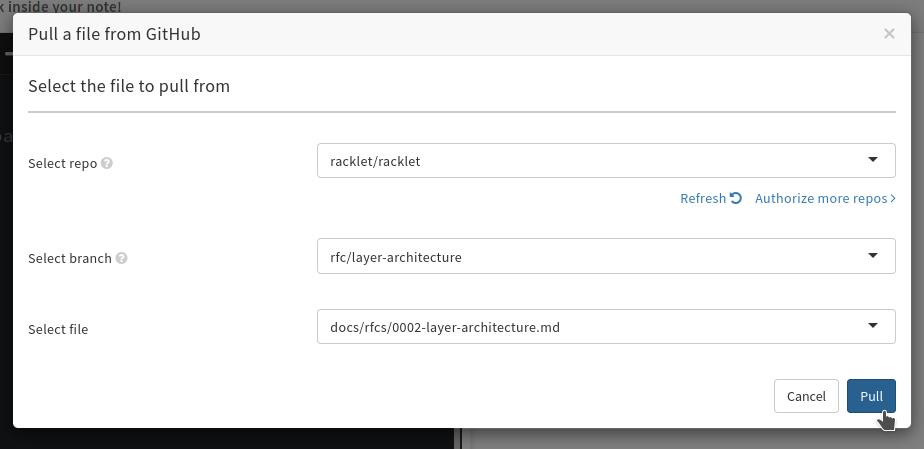 k inside your note!
Pull a file from GitHub ×
Select the file to pull from
Select repo ?
racklet/racklet
Refresh Authorize more repos >
Select branch ?
rfc/layer-architecture
Select file
docs/rfcs/0002-layer-architecture.md
Cancel Pull